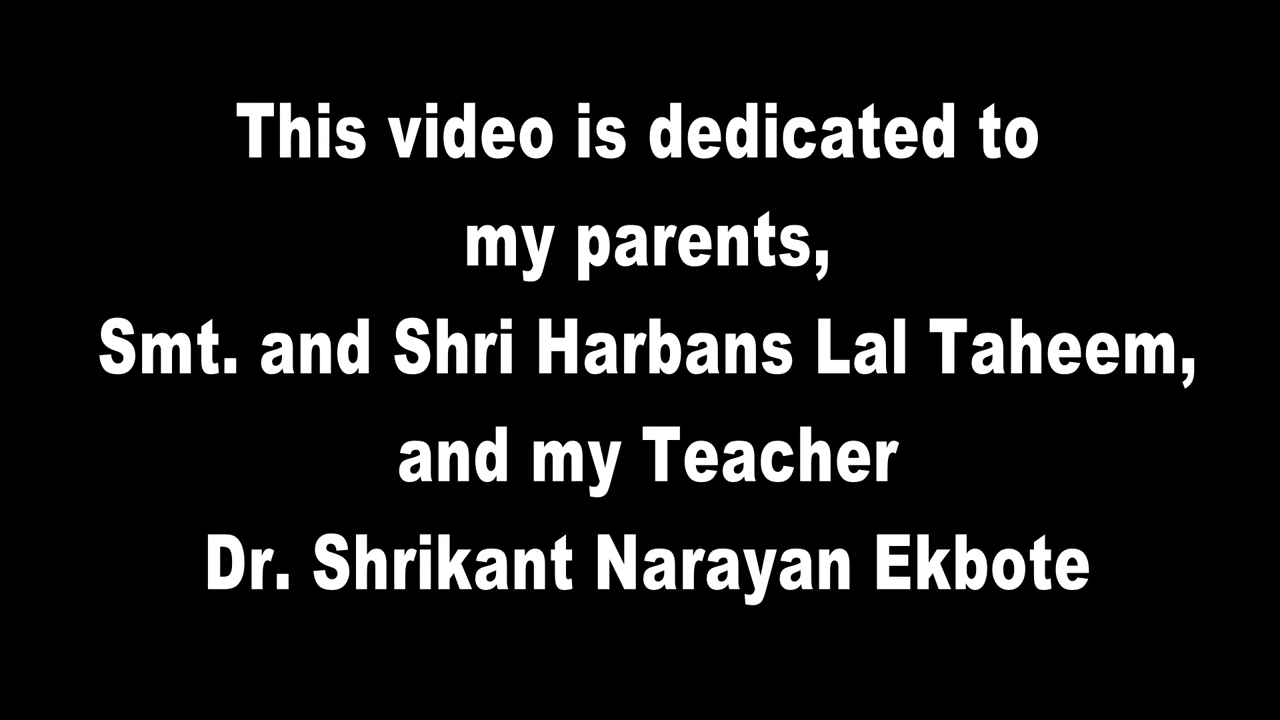 This video is dedicated to
my parents,
Smt. and Shri Harbans Lal Taheem,
and my Teacher
Dr. Shrikant Narayan Ekbote